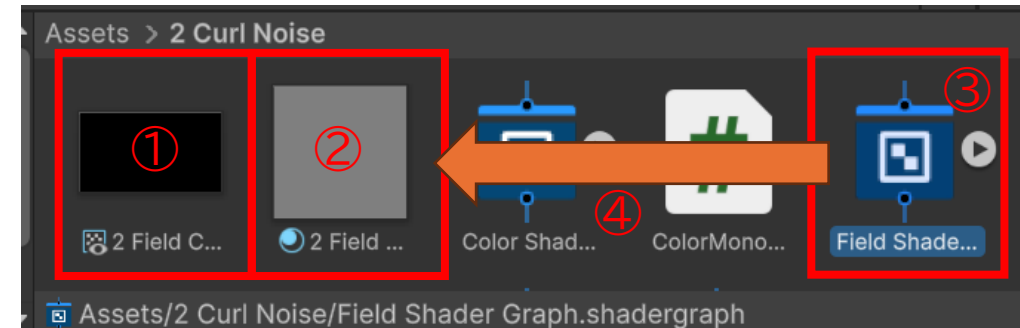 Assets > 2 Curl Noise
① ② ③
④
2 Field C... 2 Field ... Color Shad... ColorMono... Field Shade...
Assets/2 Curl Noise/Field Shader Graph.shadergraph